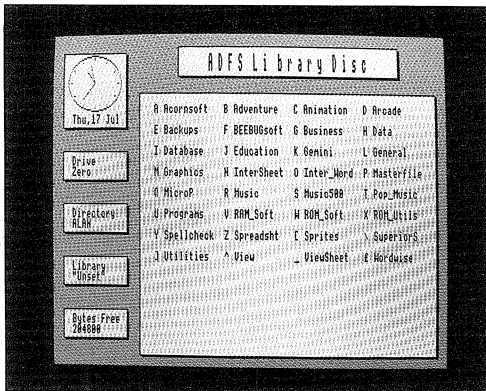 ADFS Library Disc
Thu,17 Jul
Drive
Zero
Directory
ALAN
Library
"Unset"
Bytes Free
204800
A Acornsoft B Adventure C Animation D Arcade
E Backups F BEEBUGsoft G Business H Data
I Database J Education K Gemini L General
M Graphics N InterSheet O Inter_Word P Masterfile
Q MicroP R Music S Music500 T Pop_Music
U Programs V RAM_Soft W ROM_Soft X ROM_Utils
Y Spellcheck Z Spreadsht [ Sprites \ SuperiorS
] Utilities ^ View _ ViewSheet £ Wordwise